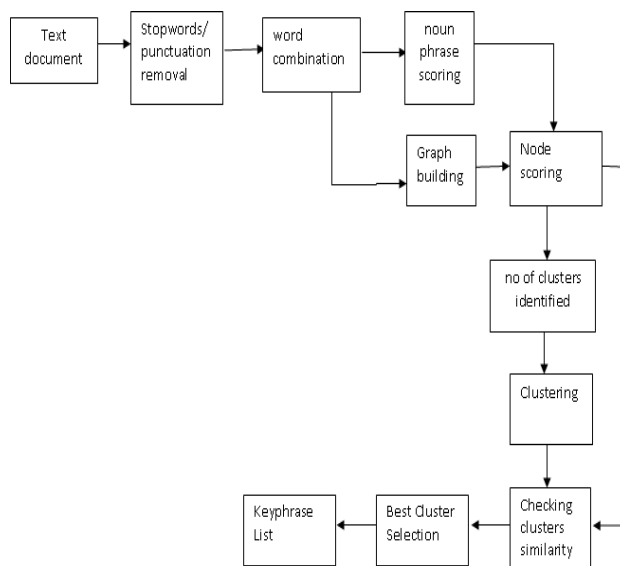 Text
document
Stopwords/
punctuation
removal
word
combination
noun
phrase
scoring
Graph
building
Node
scoring
no of clusters
identified
Clustering
Checking
clusters
similarity
Best Cluster
Selection
Keyphrase
List